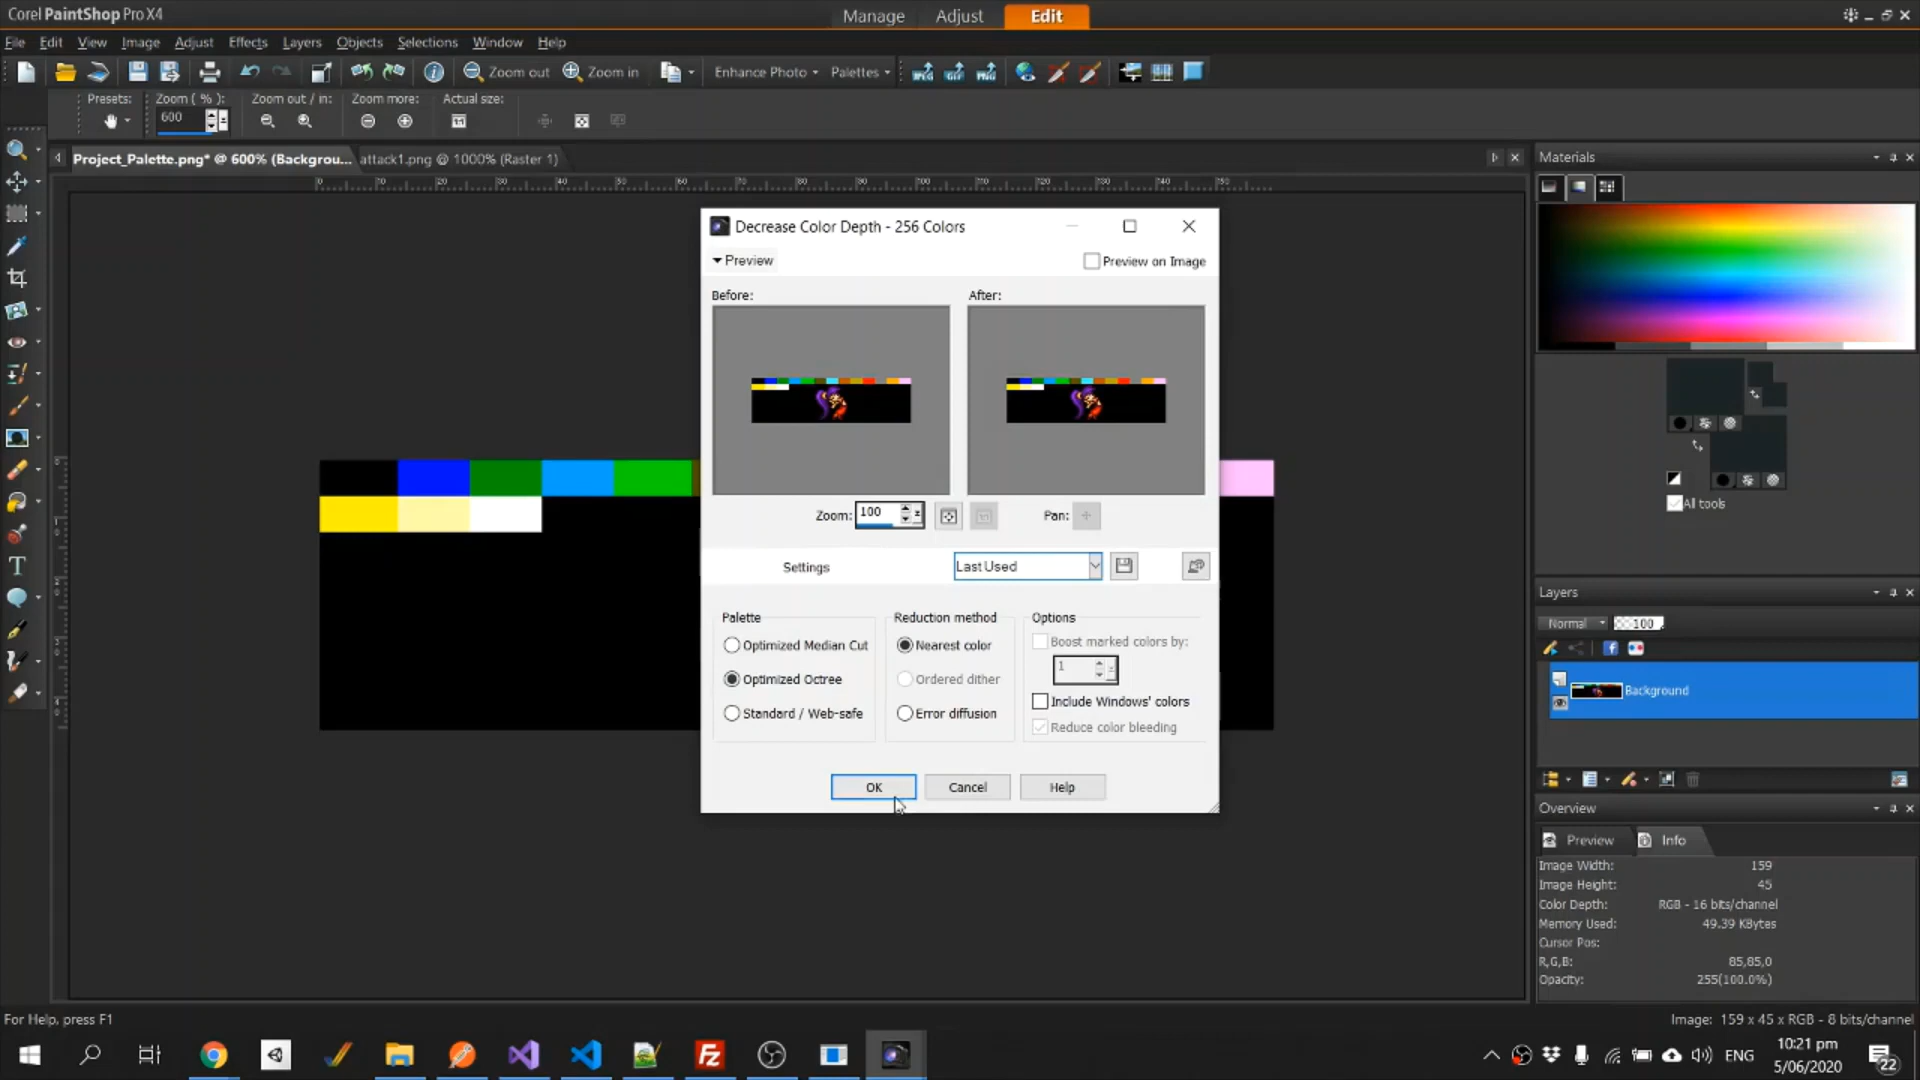 Corel PaintShop Pro X4
Manage Adjust Edit
File Edit View Image Adjust Effects Layers Objects Selections Window Help
Zoom out Zoom in Enhance Photo Palettes
Presets: Zoom ( % ): Zoom out / in: Zoom more: Actual size:
600
Project_Palette.png* @ 600% (Backgrou... attack1.png @ 1000% (Raster 1)
Materials
Decrease Color Depth - 256 Colors
Preview
Preview on Image
Before: After:
Zoom: 100 Pan:
Settings Last Used
Palette Reduction method Options
Optimized Median Cut Nearest color Boost marked colors by:
1
Optimized Octree Ordered dither
Include Windows' colors
Standard / Web-safe Error diffusion
Reduce color bleeding
OK Cancel Help
All tools
Layers
Normal 100
Background
Overview
Preview Info
Image Width: 159
Image Height: 45
Color Depth: RGB - 16 bits/channel
Memory Used: 49.39 KBytes
Cursor Pos:
R,G,B: 85,85,0
Opacity: 255(100.0%)
For Help, press F1
Image: 159 x 45 x RGB - 8 bits/channel
ENG
10:21 pm
5/06/2020
22